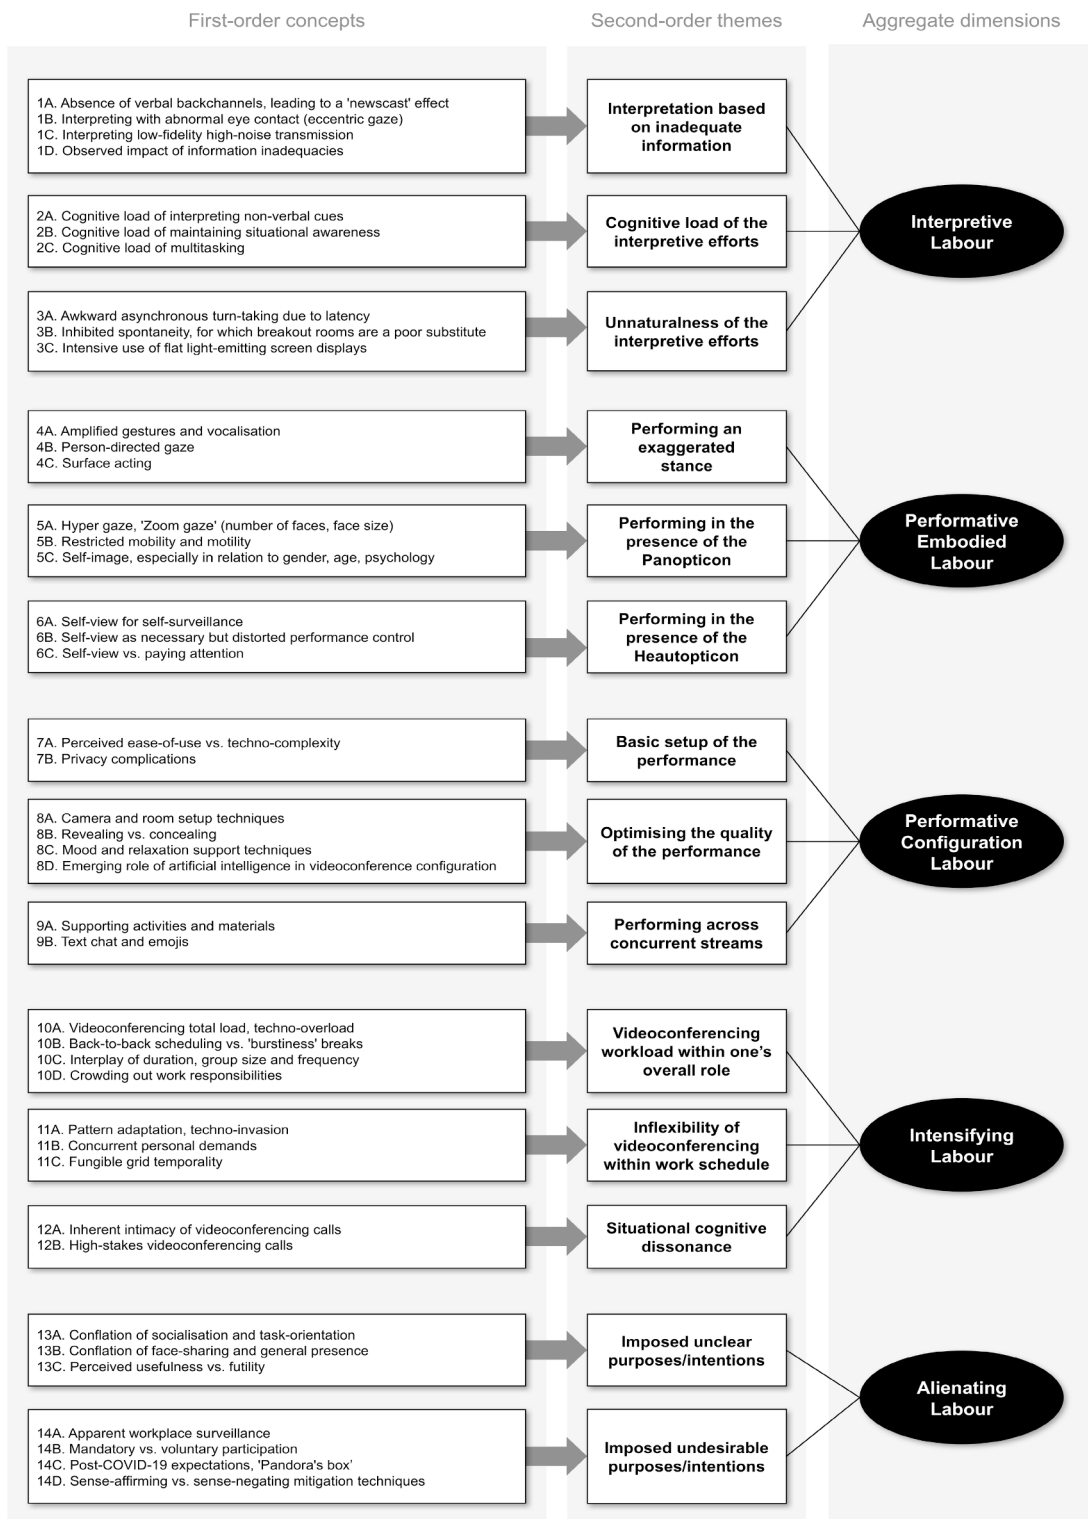 First-order concepts
Second-order themes
Aggregate dimensions
1A. Absence of verbal backchannels, leading to a 'newscast' effect
1B. Interpreting with abnormal eye contact (eccentric gaze)
1C. Interpreting low-fidelity high-noise transmission
1D. Observed impact of information inadequacies
Interpretation based
on inadequate
information
2A. Cognitive load of interpreting non-verbal cues
2B. Cognitive load of maintaining situational awareness
2C. Cognitive load of multitasking
Cognitive load of the
interpretive efforts
3A. Awkward asynchronous turn-taking due to latency
3B. Inhibited spontaneity, for which breakout rooms are a poor substitute
3C. Intensive use of flat light-emitting screen displays
Unnaturalness of the
interpretive efforts
Interpretive
Labour
4A. Amplified gestures and vocalisation
4B. Person-directed gaze
4C. Surface acting
Performing an
exaggerated
stance
5A. Hyper gaze, 'Zoom gaze' (number of faces, face size)
5B. Restricted mobility and motility
5C. Self-image, especially in relation to gender, age, psychology
Performing in the
presence of the
Panopticon
6A. Self-view for self-surveillance
6B. Self-view as necessary but distorted performance control
6C. Self-view vs. paying attention
Performing in the
presence of the
Heautopticon
Performative
Embodied
Labour
7A. Perceived ease-of-use vs. techno-complexity
7B. Privacy complications
Basic setup of the
performance
8A. Camera and room setup techniques
8B. Revealing vs. concealing
8C. Mood and relaxation support techniques
8D. Emerging role of artificial intelligence in videoconference configuration
Optimising the quality
of the performance
9A. Supporting activities and materials
9B. Text chat and emojis
Performing across
concurrent streams
Performative
Configuration
Labour
10A. Videoconferencing total load, techno-overload
10B. Back-to-back scheduling vs. 'burstiness' breaks
10C. Interplay of duration, group size and frequency
10D. Crowding out work responsibilities
Videoconferencing
workload within one's
overall role
11A. Pattern adaptation, techno-invasion
11B. Concurrent personal demands
11C. Fungible grid temporality
Inflexibility of
videoconferencing
within work schedule
12A. Inherent intimacy of videoconferencing calls
12B. High-stakes videoconferencing calls
Situational cognitive
dissonance
Intensifying
Labour
13A. Conflation of socialisation and task-orientation
13B. Conflation of face-sharing and general presence
13C. Perceived usefulness vs. futility
Imposed unclear
purposes/intentions
14A. Apparent workplace surveillance
14B. Mandatory vs. voluntary participation
14C. Post-COVID-19 expectations, 'Pandora's box'
14D. Sense-affirming vs. sense-negating mitigation techniques
Imposed undesirable
purposes/intentions
Alienating
Labour